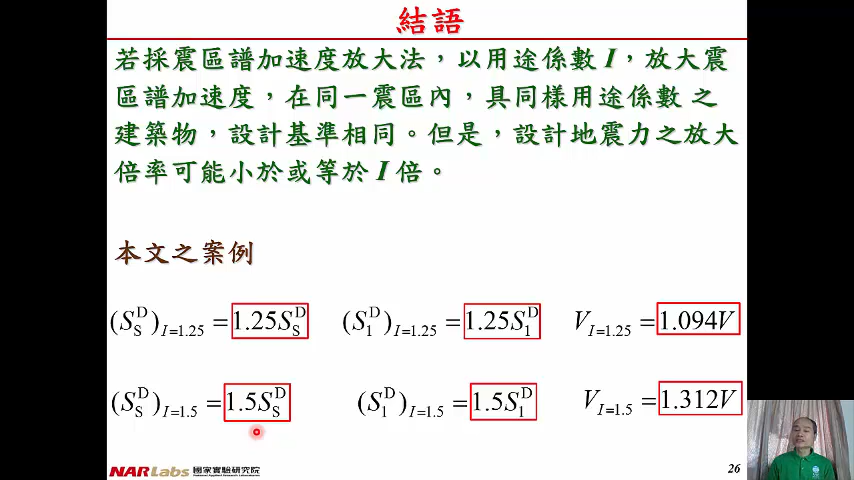 結語
若採震區譜加速度放大法，以用途係數 I，放大震
區譜加速度，在同一震區內，具同樣用途係數 之
建築物，設計基準相同。但是，設計地震力之放大
倍率可能小於或等於 I 倍。
本文之案例
(S_S^D)_{I=1.25} = 1.25S_S^D (S_1^D)_{I=1.25} = 1.25S_1^D V_{I=1.25} = 1.094V
(S_S^D)_{I=1.5} = 1.5S_S^D (S_1^D)_{I=1.5} = 1.5S_1^D V_{I=1.5} = 1.312V
NARLabs 國家實驗研究院 26